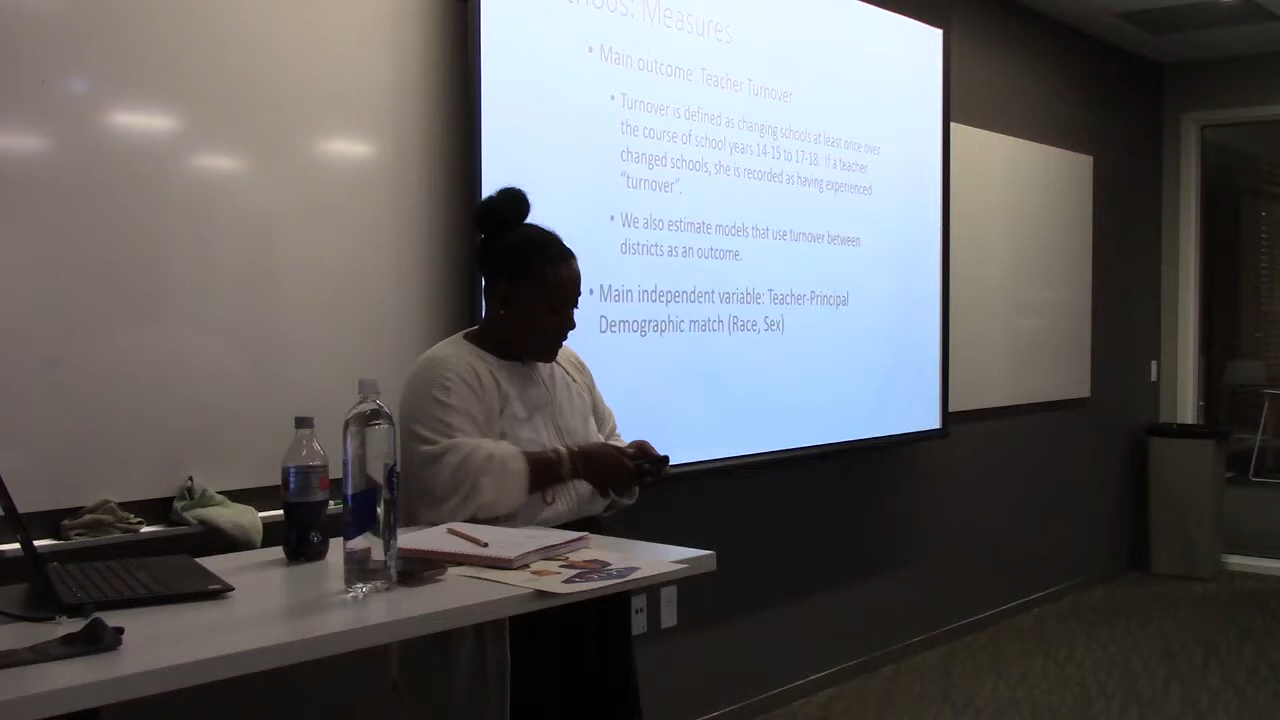 Measures
• Main outcome: Teacher Turnover
• Turnover is defined as changing schools at least once over
the course of school years 14-15 to 17-18. If a teacher
changed schools, she is recorded as having experienced
“turnover”.
• We also estimate models that use turnover between
districts as an outcome.
• Main independent variable: Teacher-Principal
Demographic match (Race, Sex)